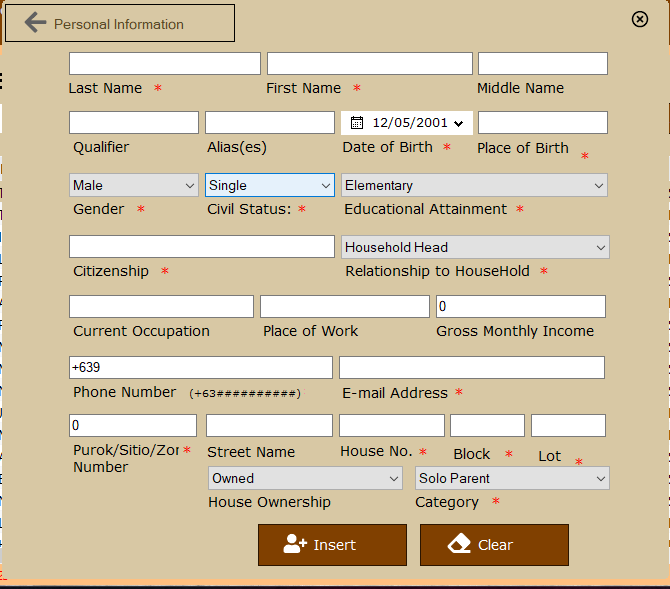 Personal Information
Last Name *
First Name *
Middle Name
Qualifier
Alias(es)
12/05/2001
Date of Birth *
Place of Birth *
Male
Single
Elementary
Gender *
Civil Status: *
Educational Attainment *
Household Head
Citizenship *
Relationship to HouseHold *
0
Current Occupation
Place of Work
Gross Monthly Income
+639
Phone Number (+63##########)
E-mail Address *
0
Purok/Sitio/Zor *
Number
Street Name
House No. *
Block *
Lot *
Owned
Solo Parent
House Ownership
Category *
Insert
Clear